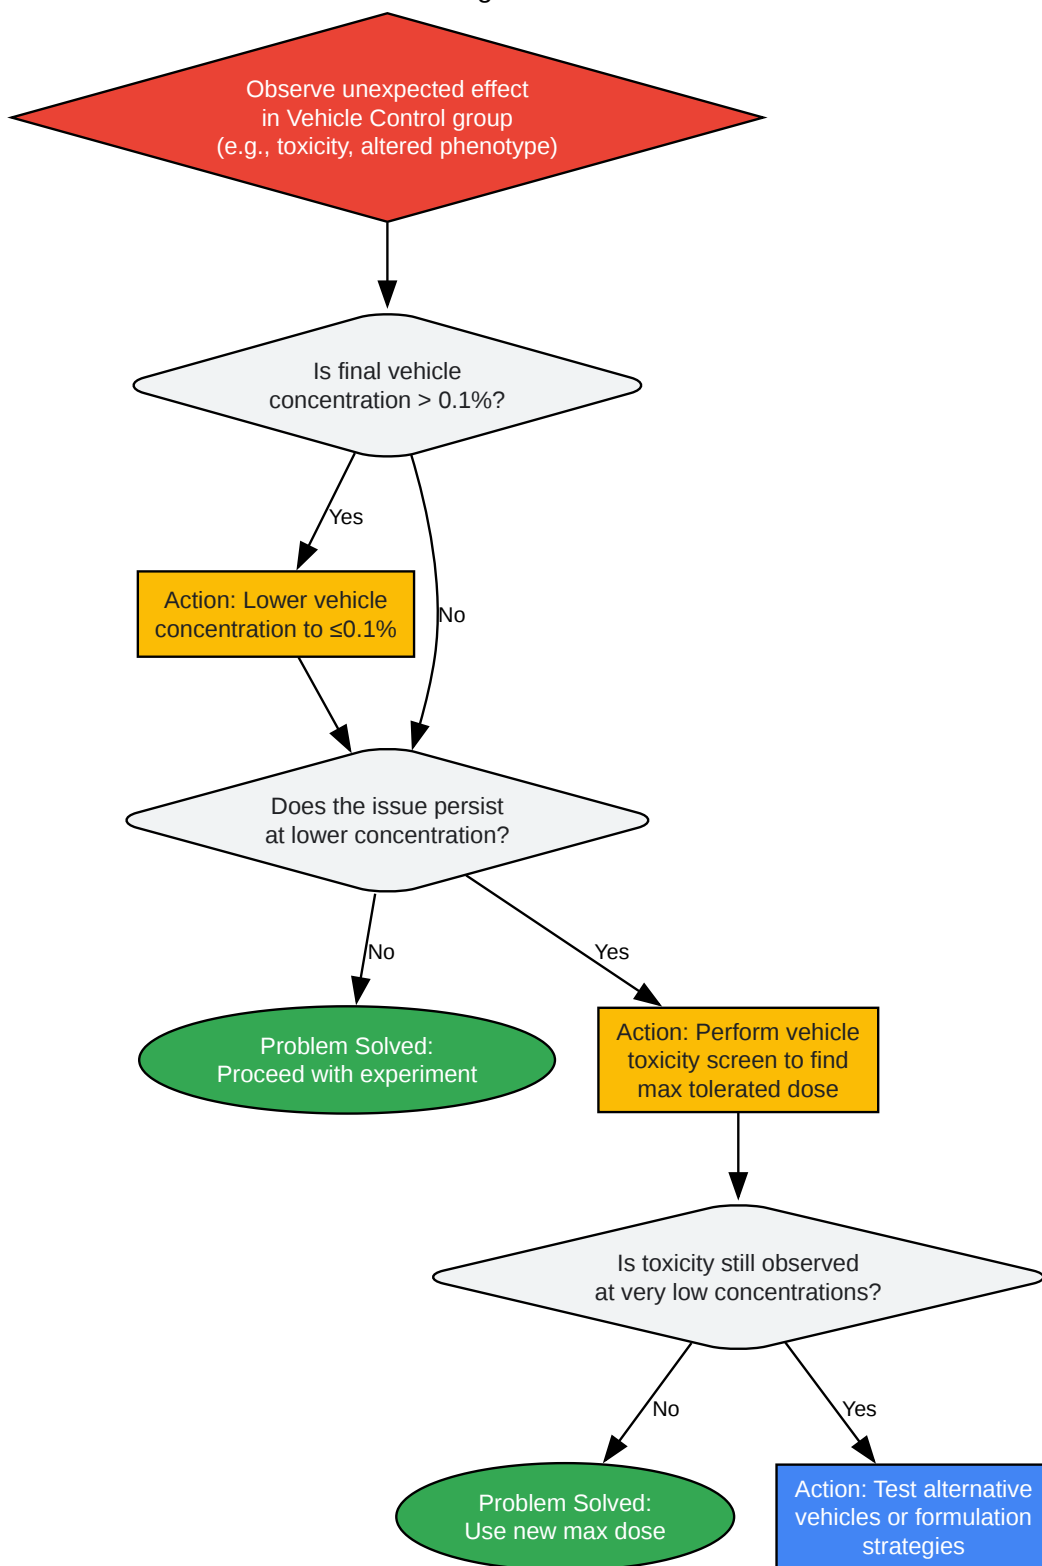 Observe unexpected effect
in Vehicle Control group
(e.g., toxicity, altered phenotype)
Is final vehicle
concentration > 0.1%?
Yes
Action: Lower vehicle
concentration to ≤0.1%
No
Does the issue persist
at lower concentration?
No
Yes
Problem Solved:
Proceed with experiment
Action: Perform vehicle
toxicity screen to find
max tolerated dose
Is toxicity still observed
at very low concentrations?
No
Yes
Problem Solved:
Use new max dose
Action: Test alternative
vehicles or formulation
strategies